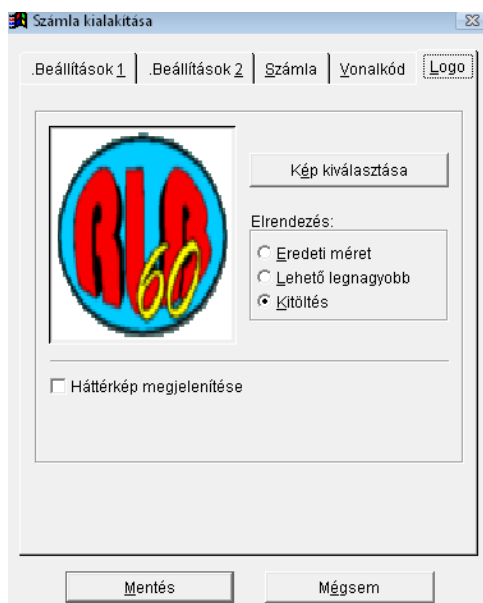 Számla kialakítása
.Beállítások 1 .Beállítások 2 Számla Vonalkód Logo
RLB
60
Kép kiválasztása
Elrendezés:
Eredeti méret
Lehető legnagyobb
Kitöltés
Háttérkép megjelenítése
Mentés Mégsem